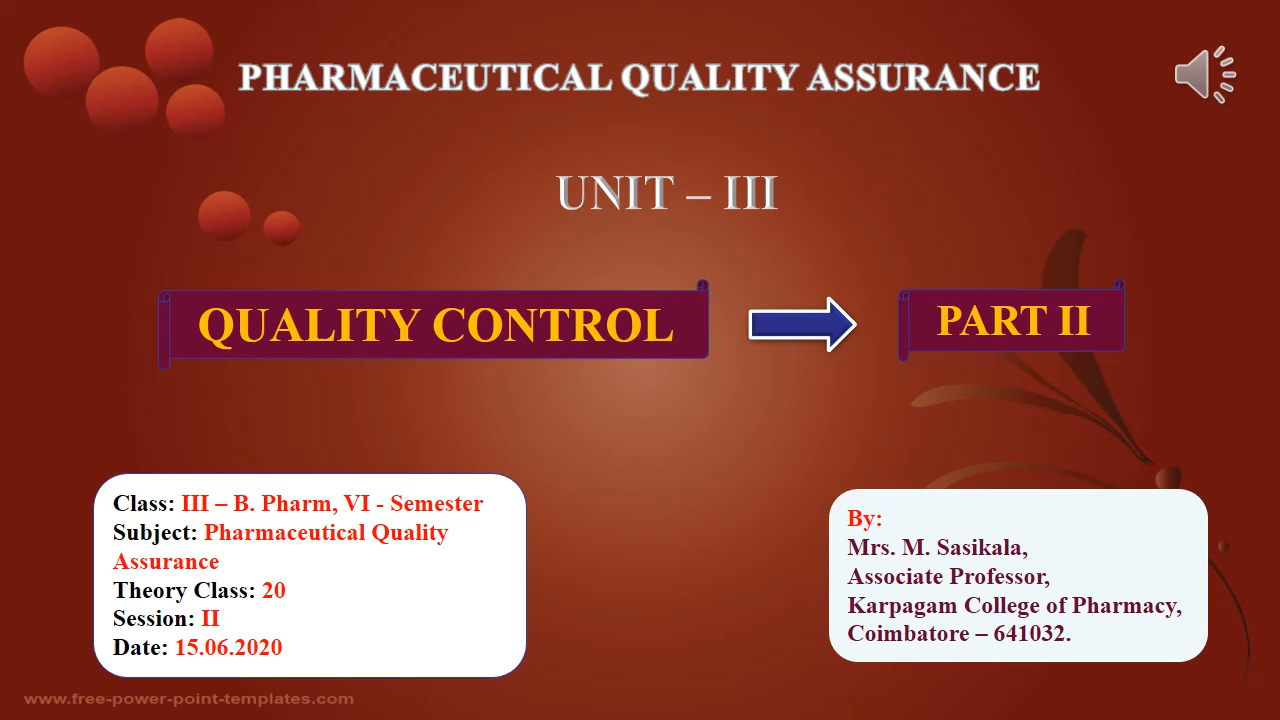 PHARMACEUTICAL QUALITY ASSURANCE
UNIT – III
QUALITY CONTROL
PART II
Class: III – B. Pharm, VI - Semester
Subject: Pharmaceutical Quality
Assurance
Theory Class: 20
Session: II
Date: 15.06.2020
By:
Mrs. M. Sasikala,
Associate Professor,
Karpagam College of Pharmacy,
Coimbatore – 641032.
www.free-power-point-templates.com